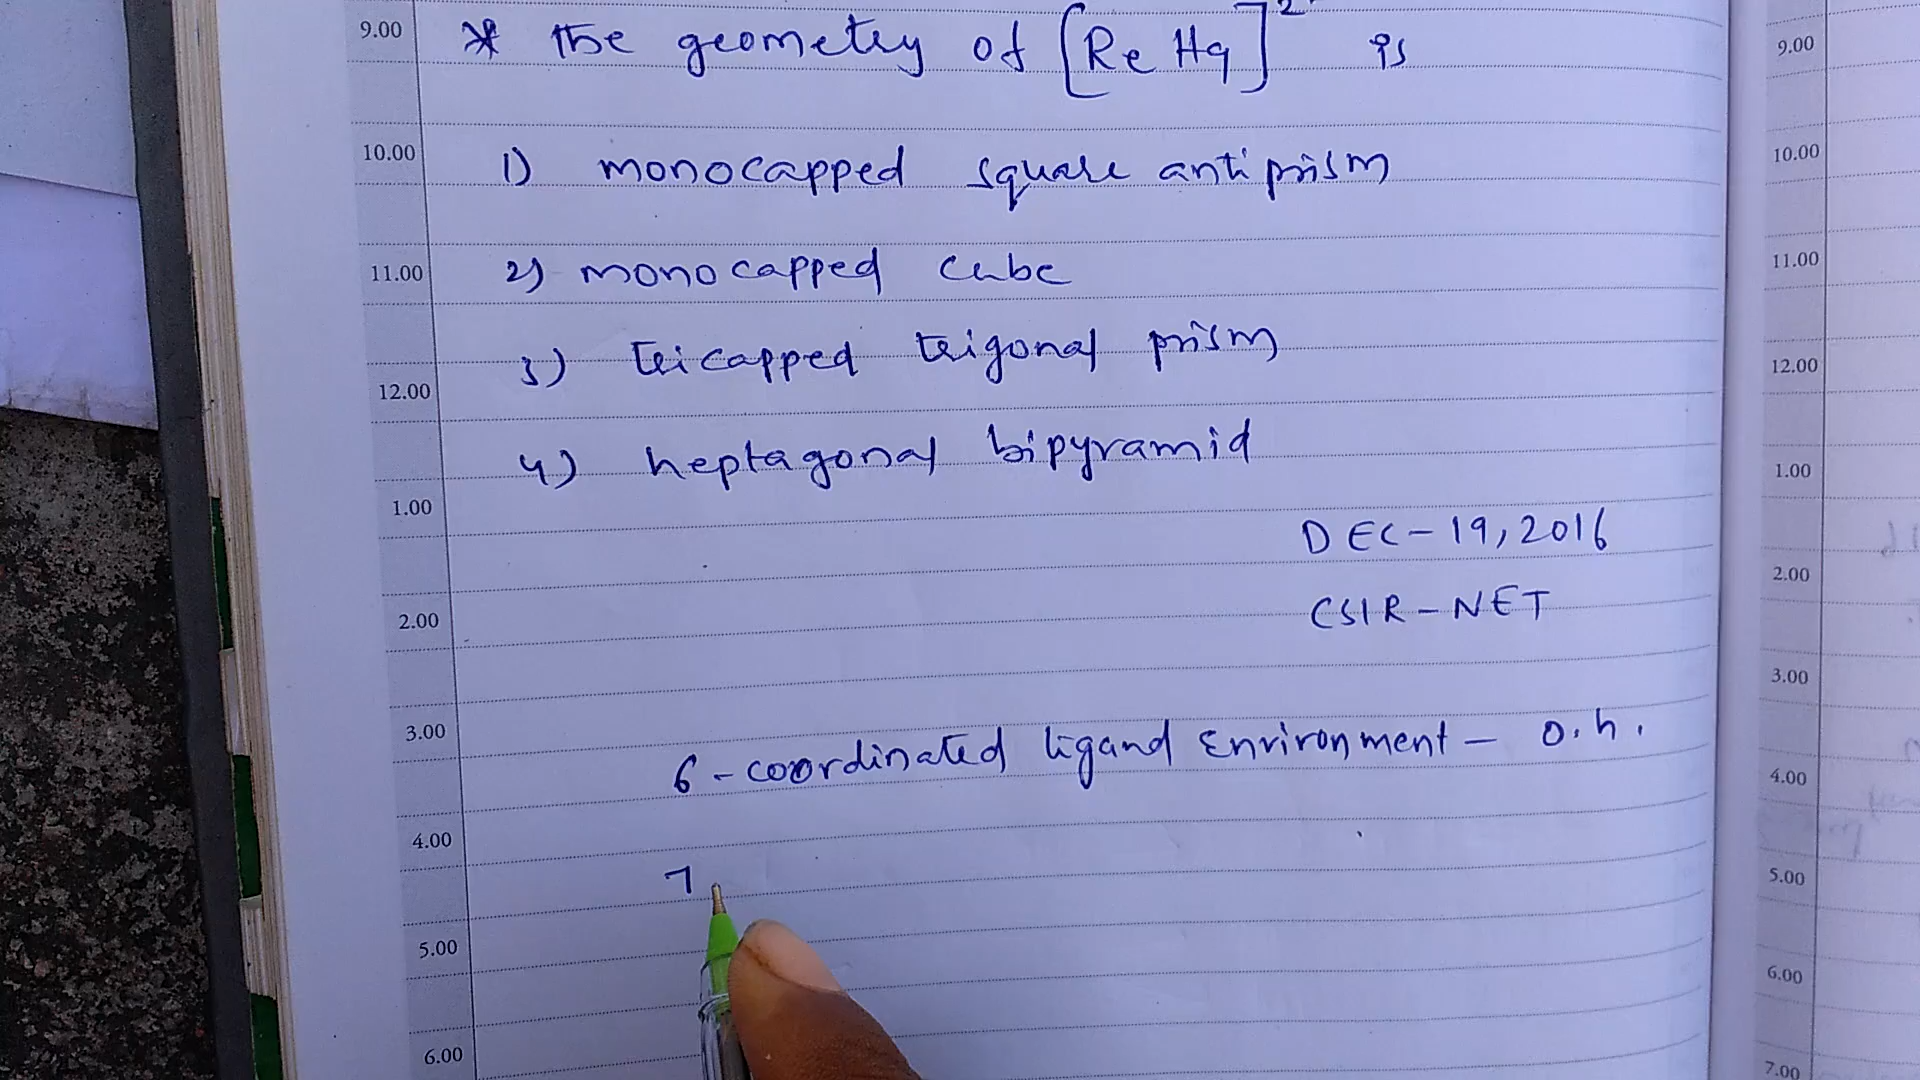 9.00 * the geometry of [ReH9]2- is 9.00
10.00 1) monocapped square antiprism 10.00
11.00 2) monocapped cube 11.00
12.00 3) tricapped trigonal prism 12.00
1.00 4) heptagonal bipyramid 1.00
DEC-19, 2016
2.00 CSIR-NET 2.00
3.00 6-coordinated ligand Environment - o.h. 3.00
4.00 4.00
7
5.00 5.00
6.00 6.00
7.00